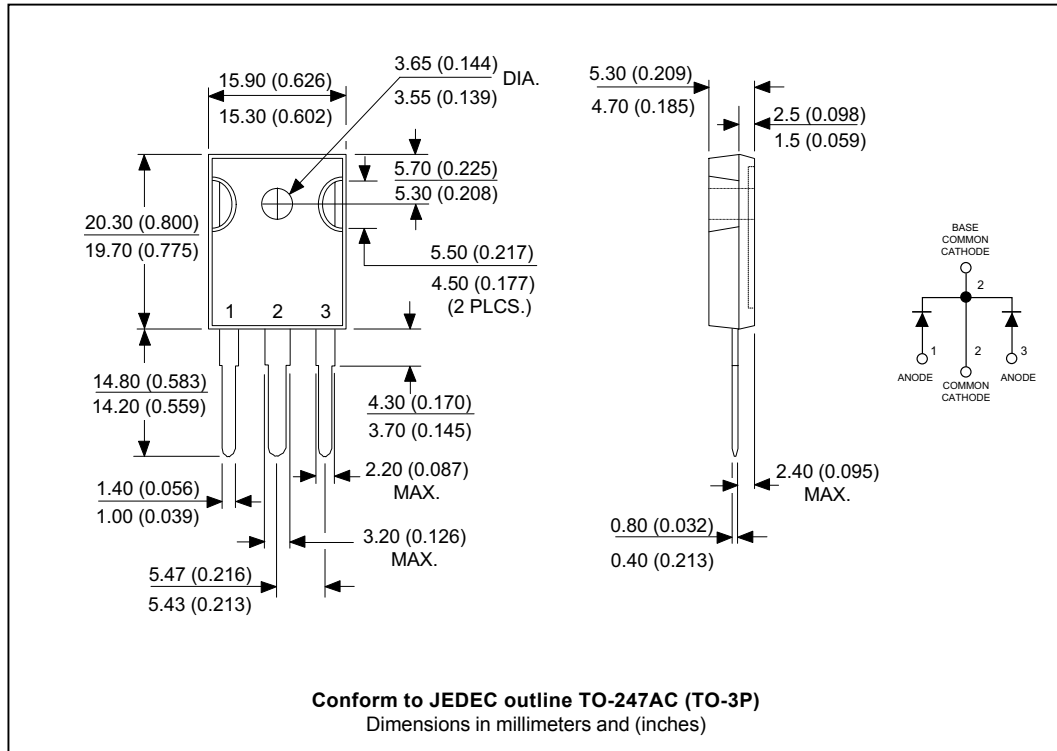 15.90 (0.626)
15.30 (0.602)
3.65 (0.144)
3.55 (0.139)
DIA.
5.70 (0.225)
5.30 (0.208)
20.30 (0.800)
19.70 (0.775)
5.50 (0.217)
4.50 (0.177)
(2 PLCS.)
1 2 3
14.80 (0.583)
14.20 (0.559)
4.30 (0.170)
3.70 (0.145)
2.20 (0.087)
MAX.
1.40 (0.056)
1.00 (0.039)
3.20 (0.126)
MAX.
5.47 (0.216)
5.43 (0.213)
5.30 (0.209)
4.70 (0.185)
2.5 (0.098)
1.5 (0.059)
2.40 (0.095)
MAX.
0.80 (0.032)
0.40 (0.213)
BASE
COMMON
CATHODE
2
1 2 3
ANODE
COMMON
CATHODE
ANODE
Conform to JEDEC outline TO-247AC (TO-3P)
Dimensions in millimeters and (inches)